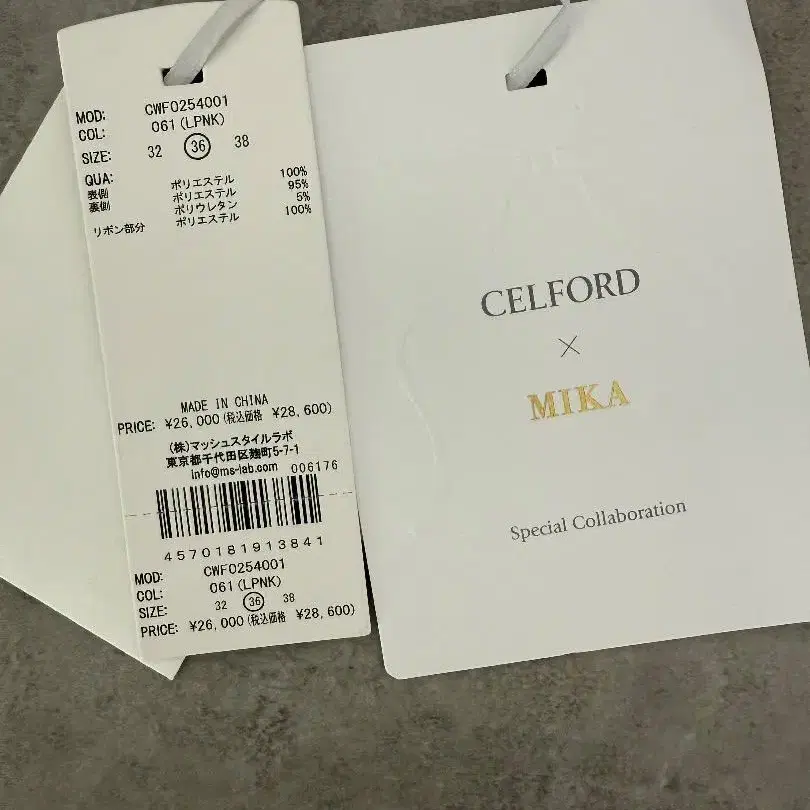 MOD: CWF0254001
COL: 061(LPNK)
SIZE: 32 36 38
QUA:
表側 ポリエステル 100%
裏側 ポリエステル 95%
ポリウレタン 5%
リボン部分 ポリエステル 100%
MADE IN CHINA
PRICE: ¥26,000(税込価格 ¥28,600)
(株)マッシュスタイルラボ
東京都千代田区麹町5-7-1
info@ms-lab.com 006176
4570181913841
MOD: CWF0254001
COL: 061(LPNK)
SIZE: 32 36 38
PRICE: ¥26,000(税込価格 ¥28,600)
CELFORD
×
MIKA
Special Collaboration